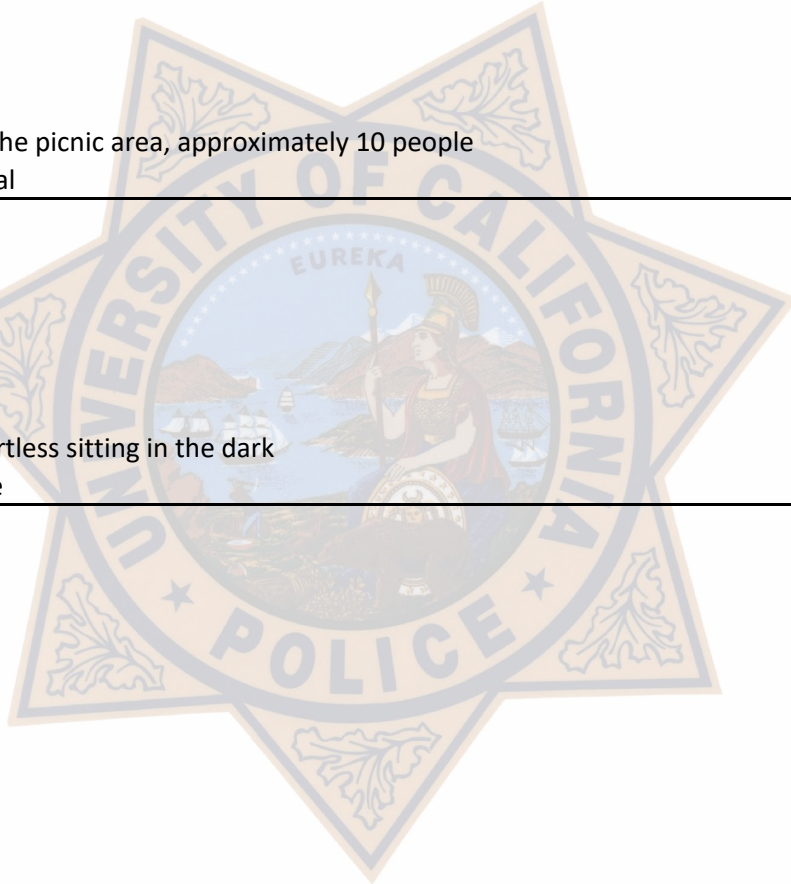 he picnic area, approximately 10 people
al
UNIVERSITY OF CALIFORNIA
EUREKA
rtless sitting in the dark
e
POLICE